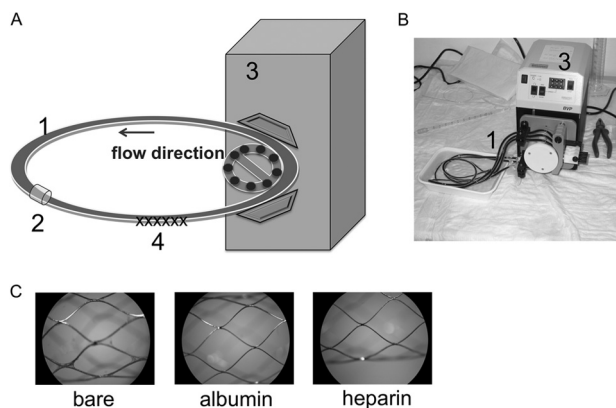 A
B
3
3
1
flow direction
1
2
xxxxxx
4
C
bare
albumin
heparin